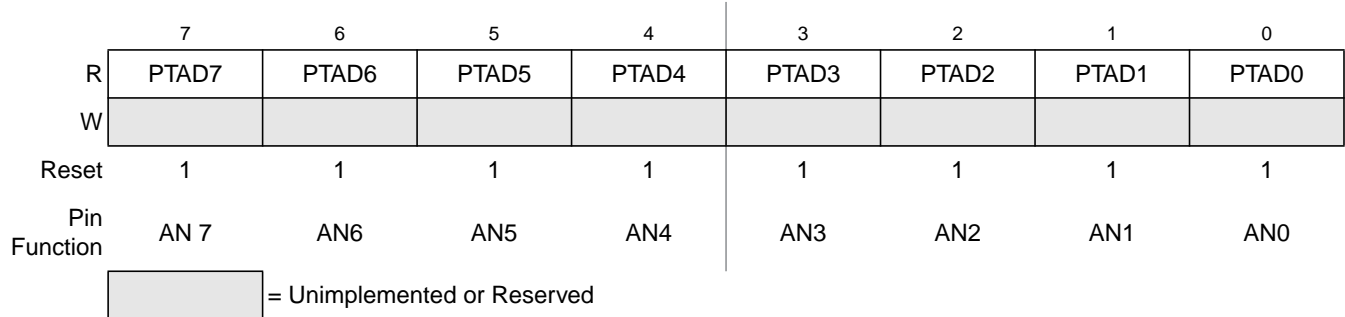 7 6 5 4 3 2 1 0
R PTAD7 PTAD6 PTAD5 PTAD4 PTAD3 PTAD2 PTAD1 PTAD0
W
Reset 1 1 1 1 1 1 1 1
Pin
Function AN 7 AN6 AN5 AN4 AN3 AN2 AN1 AN0
= Unimplemented or Reserved